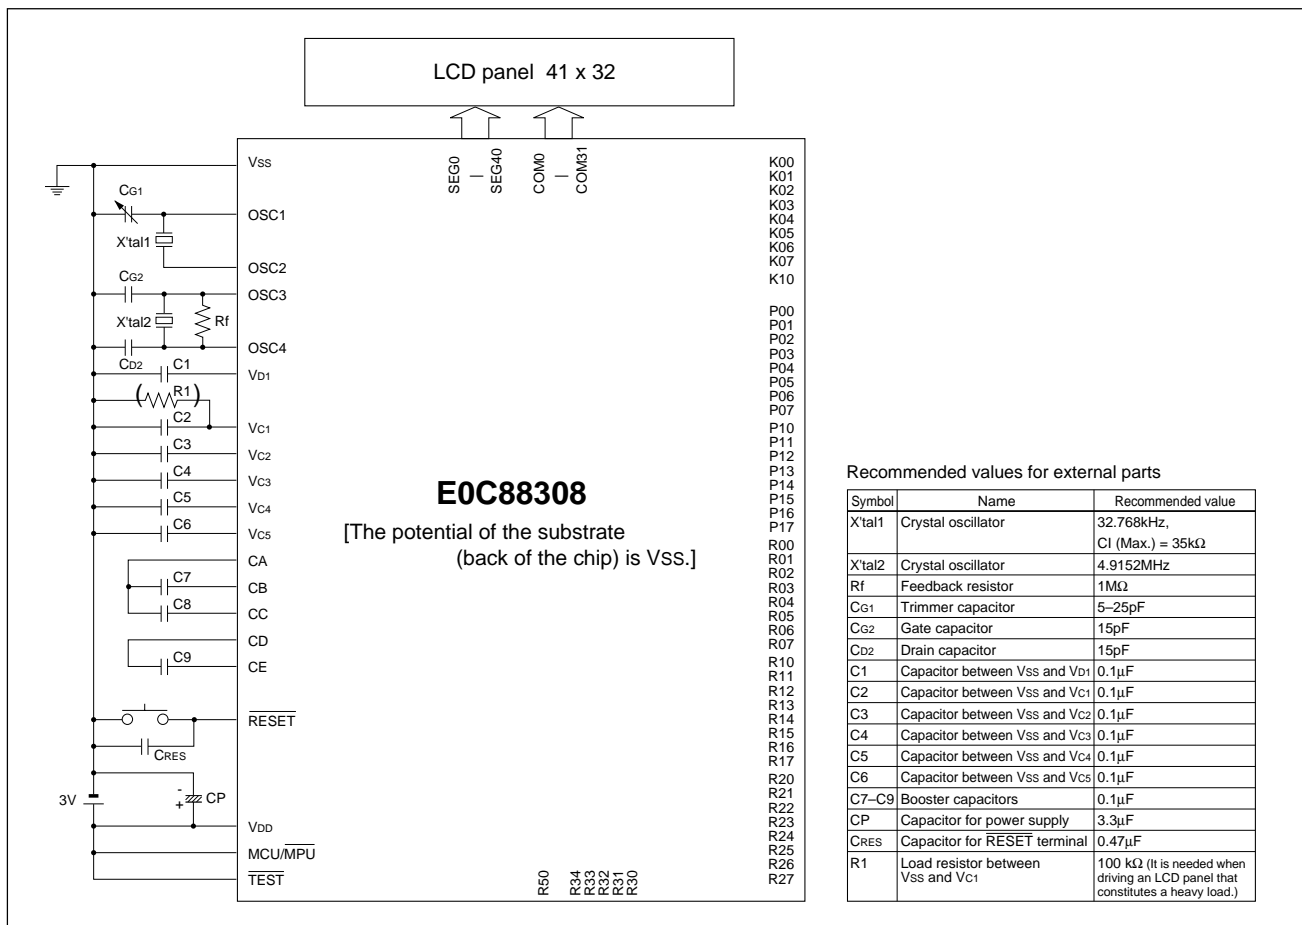 LCD panel 41 x 32
SEG0
—
SEG40
COM0
—
COM31
VSS
CG1
OSC1
X'tal1
OSC2
CG2
OSC3
X'tal2
Rf
OSC4
CD2
C1
VD1
(R1)
C2
VC1
C3
VC2
C4
VC3
C5
VC4
C6
VC5
CA
C7
CB
C8
CC
CD
C9
CE
RESET
CRES
3V
-
+
CP
VDD
MCU/MPU
TEST
E0C88308
[The potential of the substrate
(back of the chip) is VSS.]
K00
K01
K02
K03
K04
K05
K06
K07
K10
P00
P01
P02
P03
P04
P05
P06
P07
P10
P11
P12
P13
P14
P15
P16
P17
R00
R01
R02
R03
R04
R05
R06
R07
R10
R11
R12
R13
R14
R15
R16
R17
R20
R21
R22
R23
R24
R25
R26
R27
R50
R34
R33
R32
R31
R30
Recommended values for external parts
Symbol Name Recommended value
X'tal1 Crystal oscillator 32.768kHz,
CI (Max.) = 35kΩ
X'tal2 Crystal oscillator 4.9152MHz
Rf Feedback resistor 1MΩ
CG1 Trimmer capacitor 5–25pF
CG2 Gate capacitor 15pF
CD2 Drain capacitor 15pF
C1 Capacitor between VSS and VD1 0.1µF
C2 Capacitor between VSS and VC1 0.1µF
C3 Capacitor between VSS and VC2 0.1µF
C4 Capacitor between VSS and VC3 0.1µF
C5 Capacitor between VSS and VC4 0.1µF
C6 Capacitor between VSS and VC5 0.1µF
C7–C9 Booster capacitors 0.1µF
CP Capacitor for power supply 3.3µF
CRES Capacitor for RESET terminal 0.47µF
R1 Load resistor between 100 kΩ (It is needed when
VSS and VC1 driving an LCD panel that
constitutes a heavy load.)